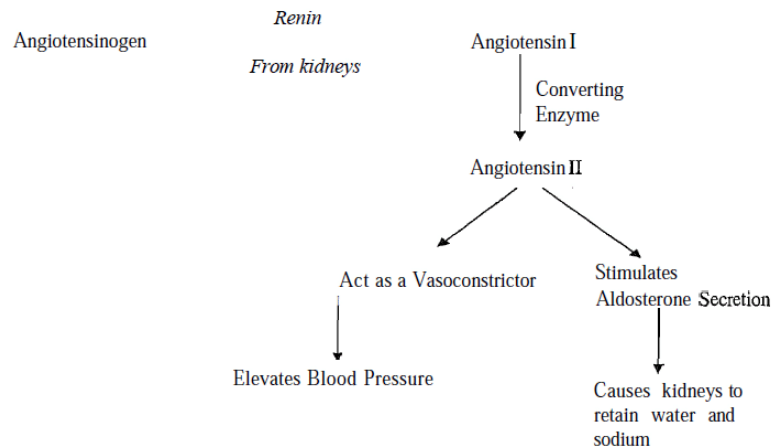 Renin
Angiotensinogen
From kidneys
Angiotensin I
Converting
Enzyme
Angiotensin II
Act as a Vasoconstrictor
Stimulates
Aldosterone Secretion
Elevates Blood Pressure
Causes kidneys to
retain water and
sodium